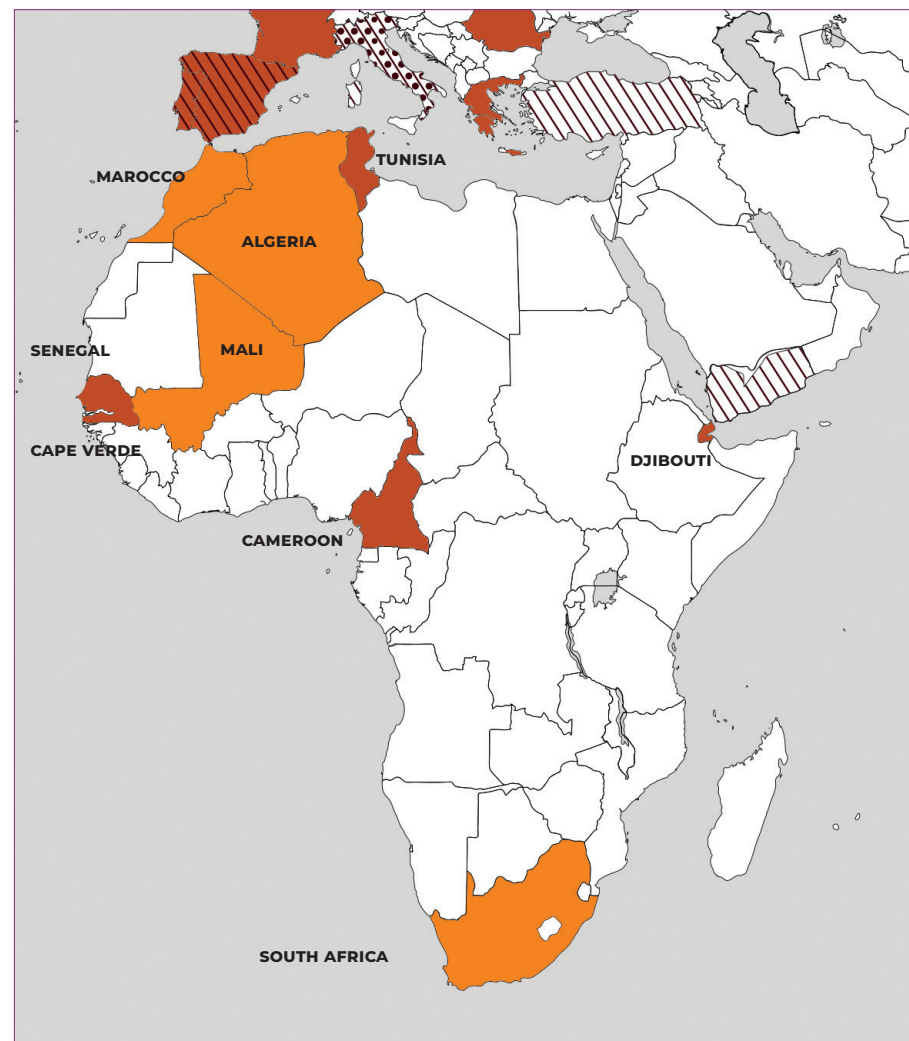 TUNISIA
MAROCCO
ALGERIA
SENEGAL
MALI
CAPE VERDE
DJIBOUTI
CAMEROON
SOUTH AFRICA